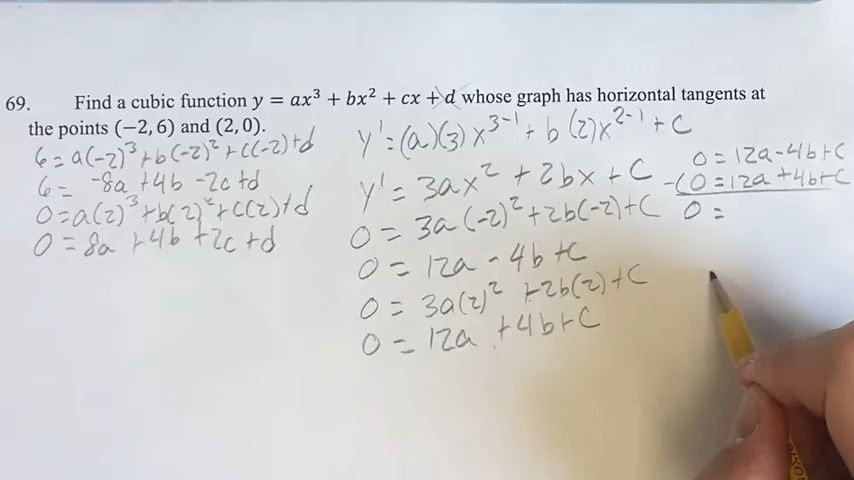 69. Find a cubic function y = ax³ + bx² + cx + d whose graph has horizontal tangents at
the points (−2, 6) and (2, 0).
6 = a(-2)³ + b(-2)² + c(-2) + d
6 = -8a + 4b - 2c + d
0 = a(2)³ + b(2)² + c(2) + d
0 = 8a + 4b + 2c + d
y' = (a)(3)x³⁻¹ + b(2)x²⁻¹ + c
y' = 3ax² + 2bx + c
0 = 3a(-2)² + 2b(-2) + c
0 = 12a - 4b + c
0 = 3a(2)² + 2b(2) + c
0 = 12a + 4b + c
0 = 12a - 4b + c
-(0 = 12a + 4b + c
0 =